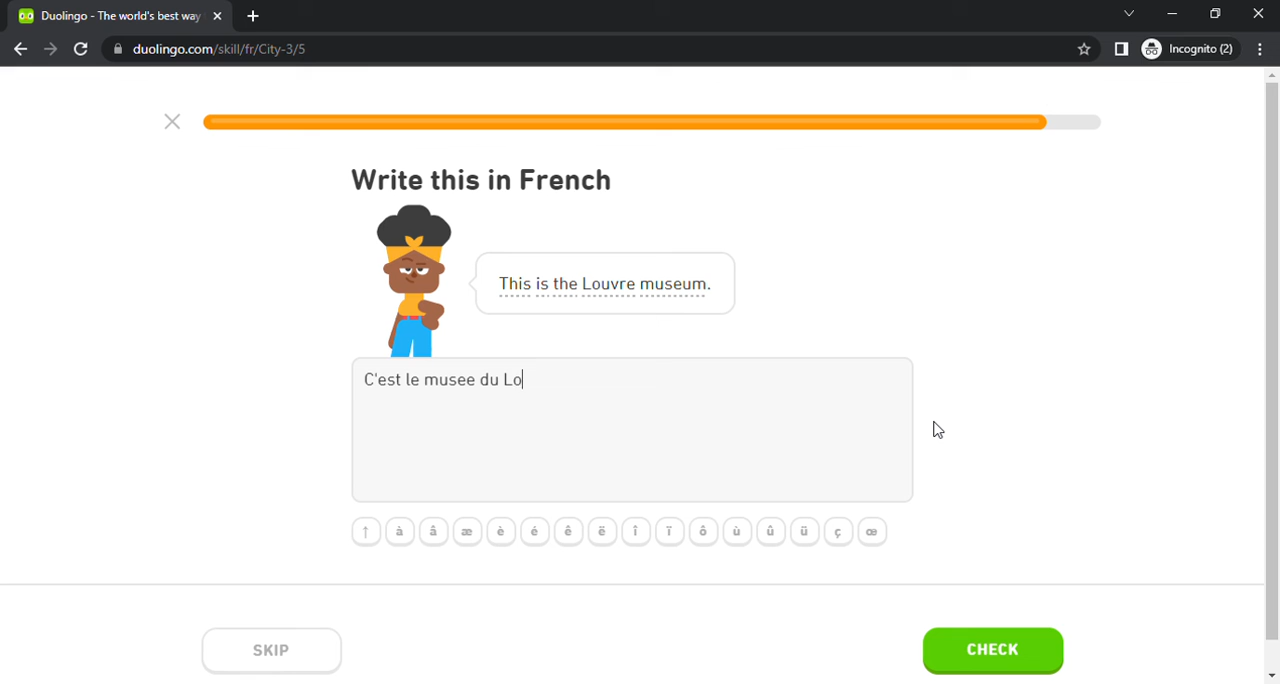 Duolingo - The world's best way
duolingo.com/skill/fr/City-3/5
Incognito (2)
Write this in French
This is the Louvre museum.
C'est le musee du Lo
↑ à â æ è é ê ë î ï ô ù û ü ç œ
SKIP
CHECK